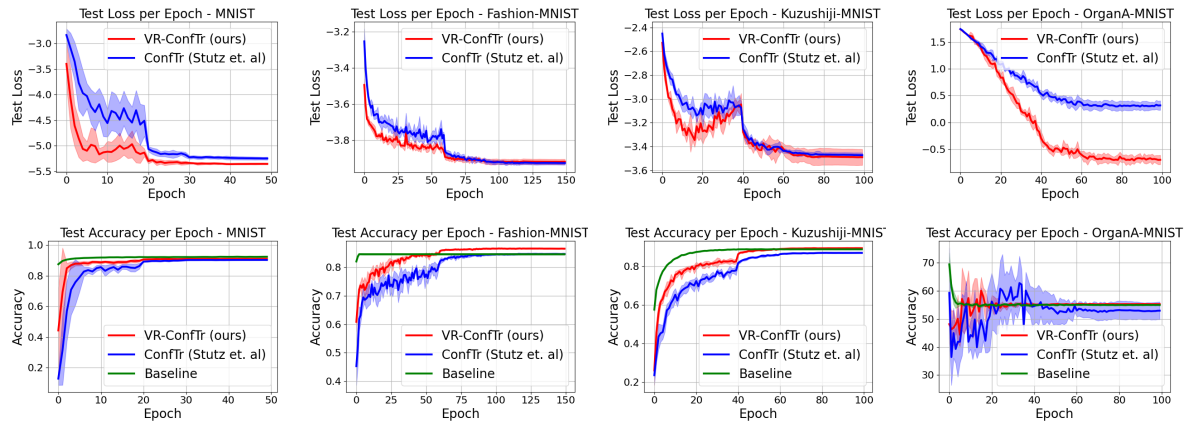 Test Loss per Epoch - MNIST
Test Loss
-3.0
-3.5
-4.0
-4.5
-5.0
-5.5
VR-ConfTr (ours)
ConfTr (Stutz et. al)
0 10 20 30 40 50
Epoch
Test Loss per Epoch - Fashion-MNIST
Test Loss
-3.2
-3.4
-3.6
-3.8
VR-ConfTr (ours)
ConfTr (Stutz et. al)
0 25 50 75 100 125 150
Epoch
Test Loss per Epoch - Kuzushiji-MNIST
Test Loss
-2.4
-2.6
-2.8
-3.0
-3.2
-3.4
-3.6
VR-ConfTr (ours)
ConfTr (Stutz et. al)
0 20 40 60 80 100
Epoch
Test Loss per Epoch - OrganA-MNIST
Test Loss
1.5
1.0
0.5
0.0
-0.5
VR-ConfTr (ours)
ConfTr (Stutz et. al)
0 20 40 60 80 100
Epoch
Test Accuracy per Epoch - MNIST
Accuracy
1.0
0.8
0.6
0.4
0.2
VR-ConfTr (ours)
ConfTr (Stutz et. al)
Baseline
0 10 20 30 40 50
Epoch
Test Accuracy per Epoch - Fashion-MNIST
Accuracy
0.9
0.8
0.7
0.6
0.5
0.4
VR-ConfTr (ours)
ConfTr (Stutz et. al)
Baseline
0 25 50 75 100 125 150
Epoch
Test Accuracy per Epoch - Kuzushiji-MNIS
Accuracy
0.8
0.6
0.4
0.2
VR-ConfTr (ours)
ConfTr (Stutz et. al)
Baseline
0 20 40 60 80 100
Epoch
Test Accuracy per Epoch - OrganA-MNIST
Accuracy
70
60
50
40
30
VR-ConfTr (ours)
ConfTr (Stutz et. al)
Baseline
0 20 40 60 80 100
Epoch